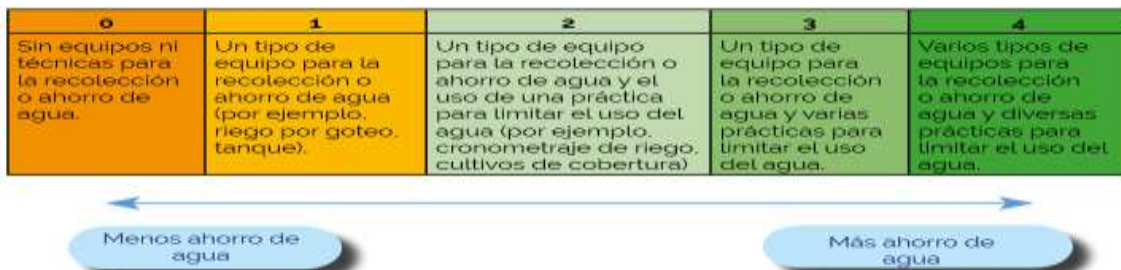 0
Sin equipos ni
técnicas para
la recolección
o ahorro de
agua.
1
Un tipo de
equipo para la
recolección o
ahorro de agua
(por ejemplo,
riego por goteo,
tanque).
2
Un tipo de equipo
para la recolección o
ahorro de agua y el
uso de una práctica
para limitar el uso del
agua (por ejemplo,
cronometraje de riego,
cultivos de cobertura)
3
Un tipo de
equipo para
la recolección
o ahorro de
agua y varias
prácticas para
limitar el uso
del agua.
4
Varios tipos de
equipos para
la recolección
o ahorro de
agua y diversas
prácticas para
limitar el uso del
agua.
Menos ahorro de
agua
Más ahorro de
agua